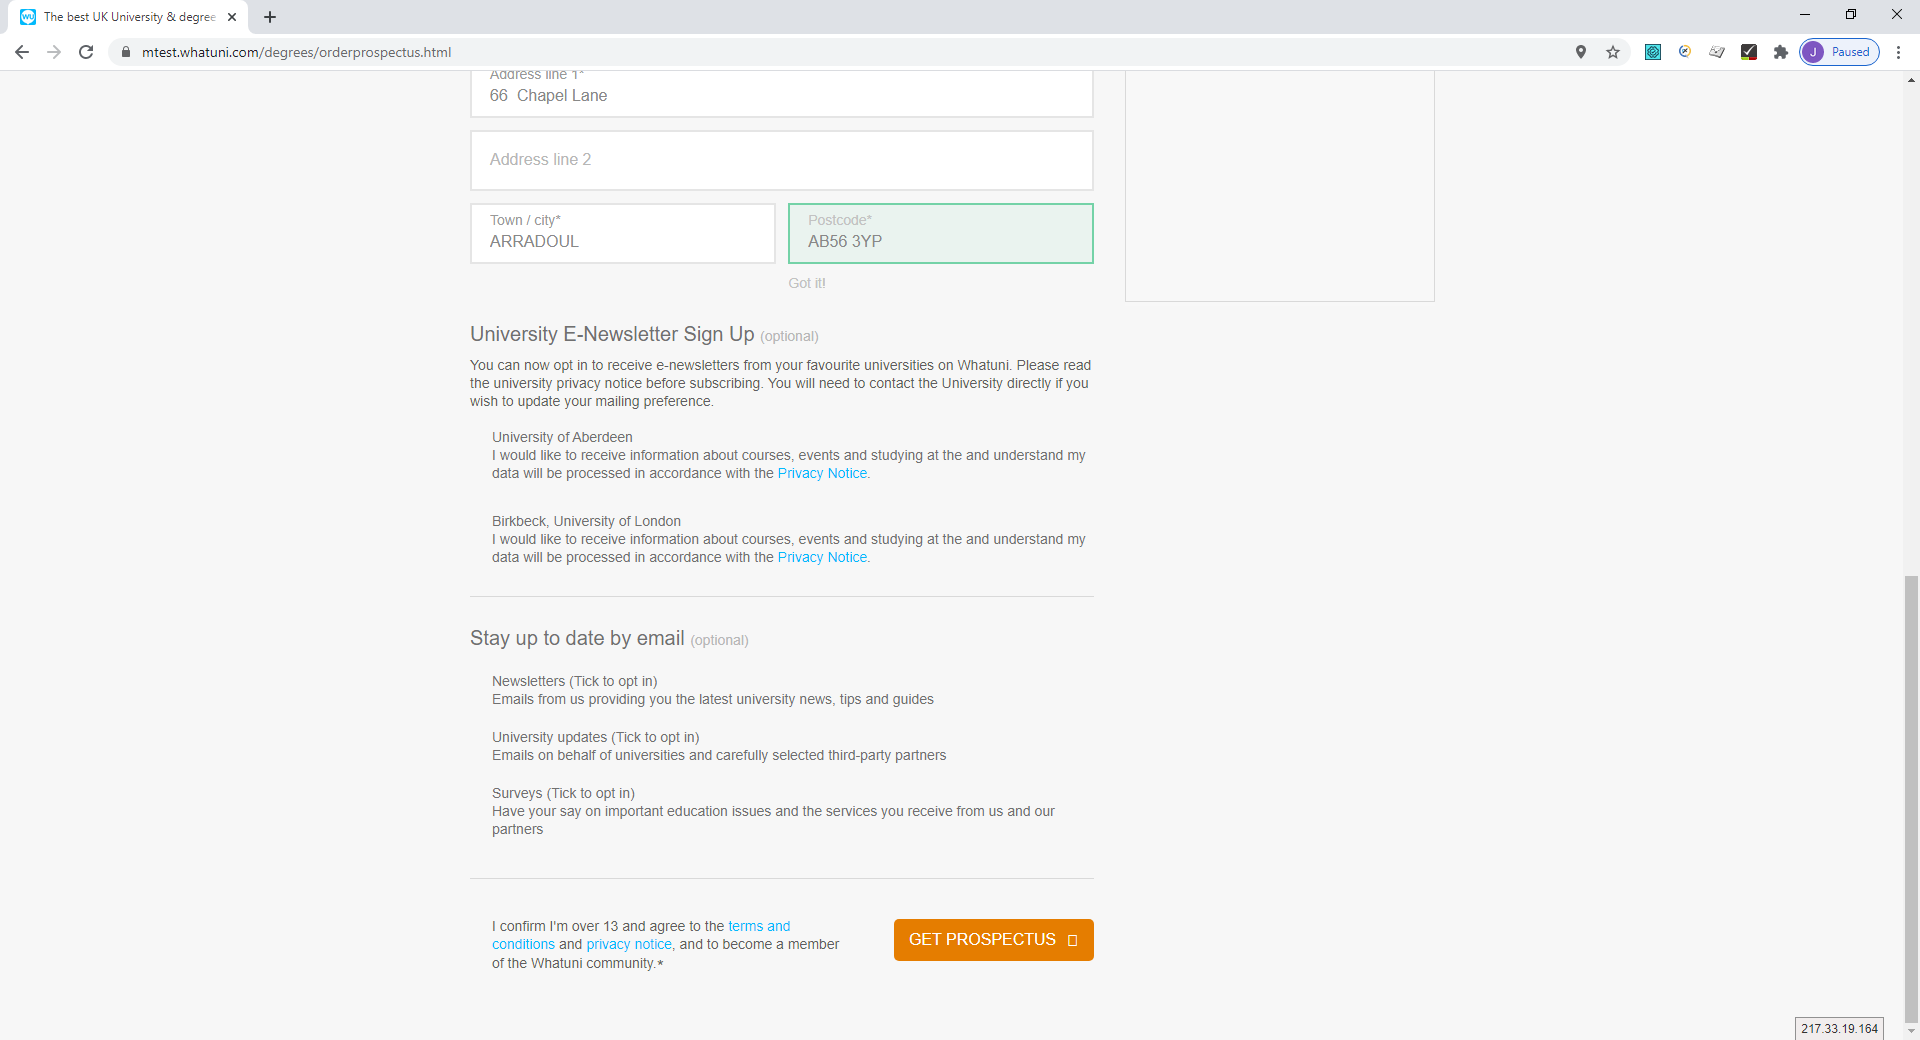 The best UK University & degree
mtest.whatuni.com/degrees/orderprospectus.html
J Paused
Address line 1*
66 Chapel Lane
Address line 2
Town / city*
ARRADOUL
Postcode*
AB56 3YP
Got it!
University E-Newsletter Sign Up (optional)
You can now opt in to receive e-newsletters from your favourite universities on Whatuni. Please read
the university privacy notice before subscribing. You will need to contact the University directly if you
wish to update your mailing preference.
University of Aberdeen
I would like to receive information about courses, events and studying at the and understand my
data will be processed in accordance with the Privacy Notice.
Birkbeck, University of London
I would like to receive information about courses, events and studying at the and understand my
data will be processed in accordance with the Privacy Notice.
Stay up to date by email (optional)
Newsletters (Tick to opt in)
Emails from us providing you the latest university news, tips and guides
University updates (Tick to opt in)
Emails on behalf of universities and carefully selected third-party partners
Surveys (Tick to opt in)
Have your say on important education issues and the services you receive from us and our
partners
I confirm I'm over 13 and agree to the terms and
conditions and privacy notice, and to become a member
of the Whatuni community.*
GET PROSPECTUS
217.33.19.164